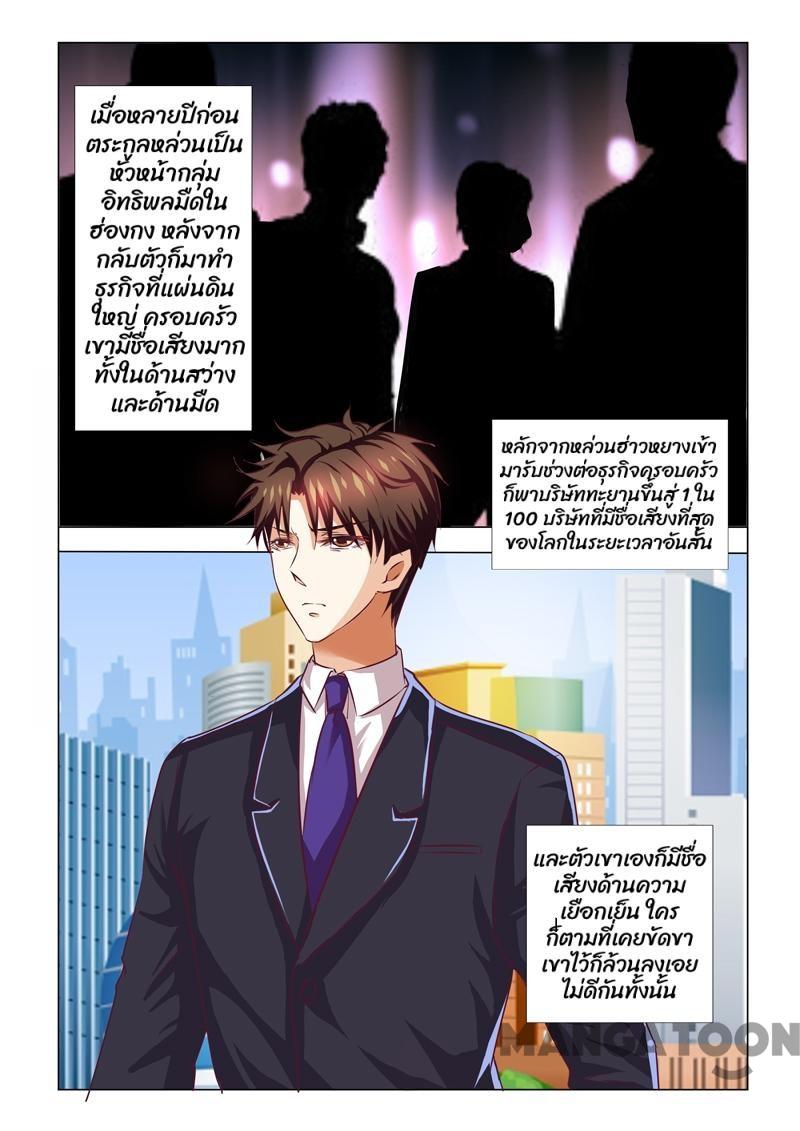 เมื่อหลายปีก่อน
ตระกูลหล่วนเป็น
หัวหน้ากลุ่ม
อิทธิพลมืดใน
ฮ่องกง หลังจาก
กลับตัวก็มาทำ
ธุรกิจที่แผ่นดิน
ใหญ่ ครอบครัว
เขามีชื่อเสียงมาก
ทั้งในด้านสว่าง
และด้านมืด
หลักจากหล่วนฮ่าวหยางเข้า
มารับช่วงต่อธุรกิจครอบครัว
ก็พาบริษัททะยานขึ้นสู่ 1 ใน
100 บริษัทที่มีชื่อเสียงที่สุด
ของโลกในระยะเวลาอันสั้น
และตัวเขาเองก็มีชื่อ
เสียงด้านความ
เยือกเย็น ใคร
ก็ตามที่เคยขัดขา
เขาไว้ก็ล้วนลงเอย
ไม่ดีกันทั้งนั้น
MANGATOON